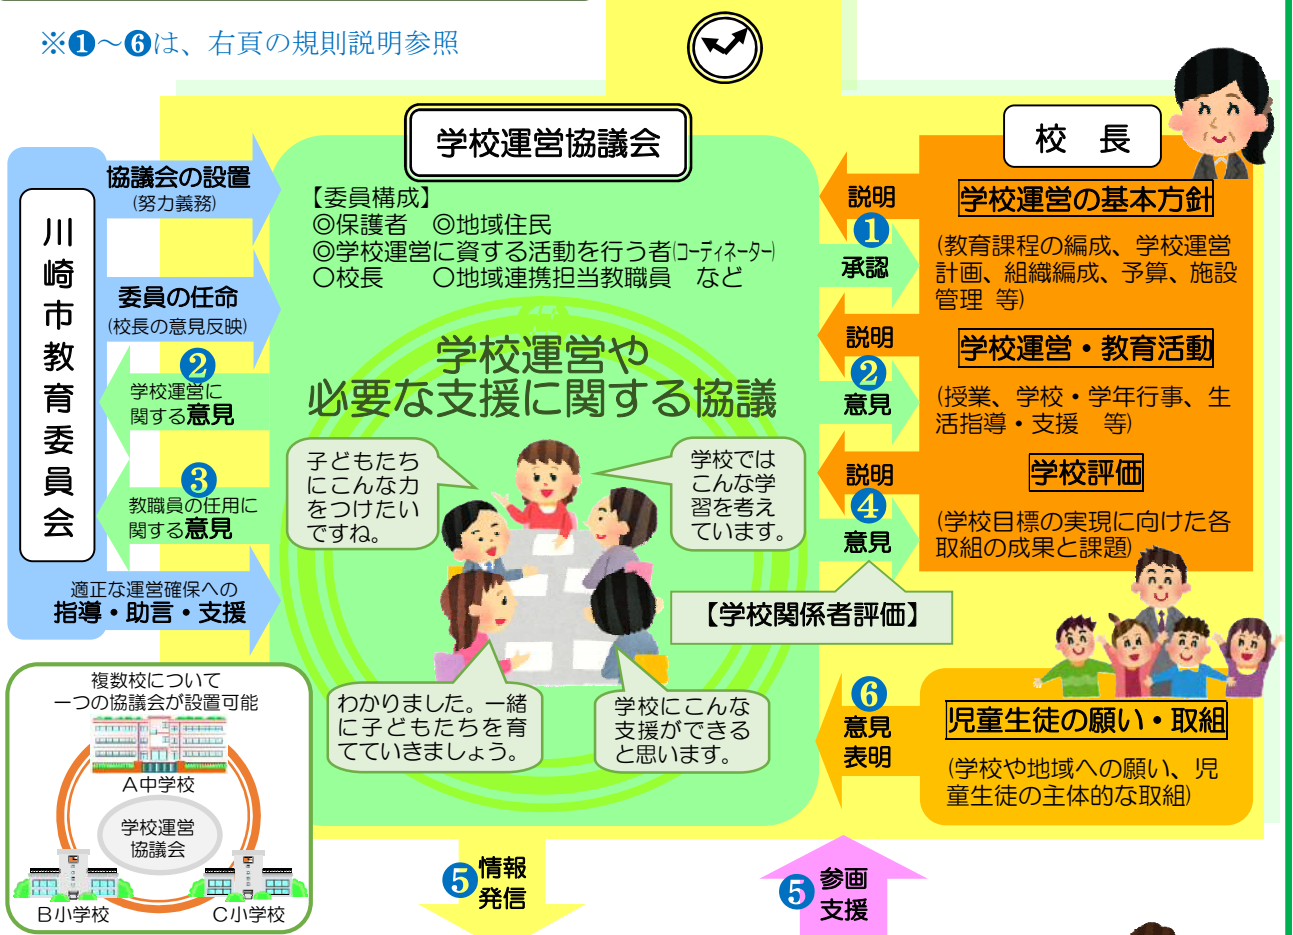 ※❶～❻は、右頁の規則説明参照
学校運営協議会
【委員構成】
◎保護者　◎地域住民
◎学校運営に資する活動を行う者(コーディネーター)
○校長　　○地域連携担当教職員　など
学校運営や
必要な支援に関する協議
子どもたち
にこんな力
をつけたい
ですね。
学校では
こんな学
習を考え
ています。
わかりました。一緒
に子どもたちを育
てていきましょう。
学校にこんな
支援ができる
と思います。
川崎市教育委員会
協議会の設置
(努力義務)
委員の任命
(校長の意見反映)
❷
学校運営に
関する意見
❸
教職員の任用に
関する意見
適正な運営確保への
指導・助言・支援
校　長
説明
❶
承認
学校運営の基本方針
(教育課程の編成、学校運営
計画、組織編成、予算、施設
管理 等)
説明
❷
意見
学校運営・教育活動
(授業、学校・学年行事、生
活指導・支援　等)
説明
❹
意見
学校評価
(学校目標の実現に向けた各
取組の成果と課題)
【学校関係者評価】
❻
意見
表明
児童生徒の願い・取組
(学校や地域への願い、児
童生徒の主体的な取組)
複数校について
一つの協議会が設置可能
A中学校
学校運営
協議会
B小学校
C小学校
❺
情報
発信
❺
参画
支援